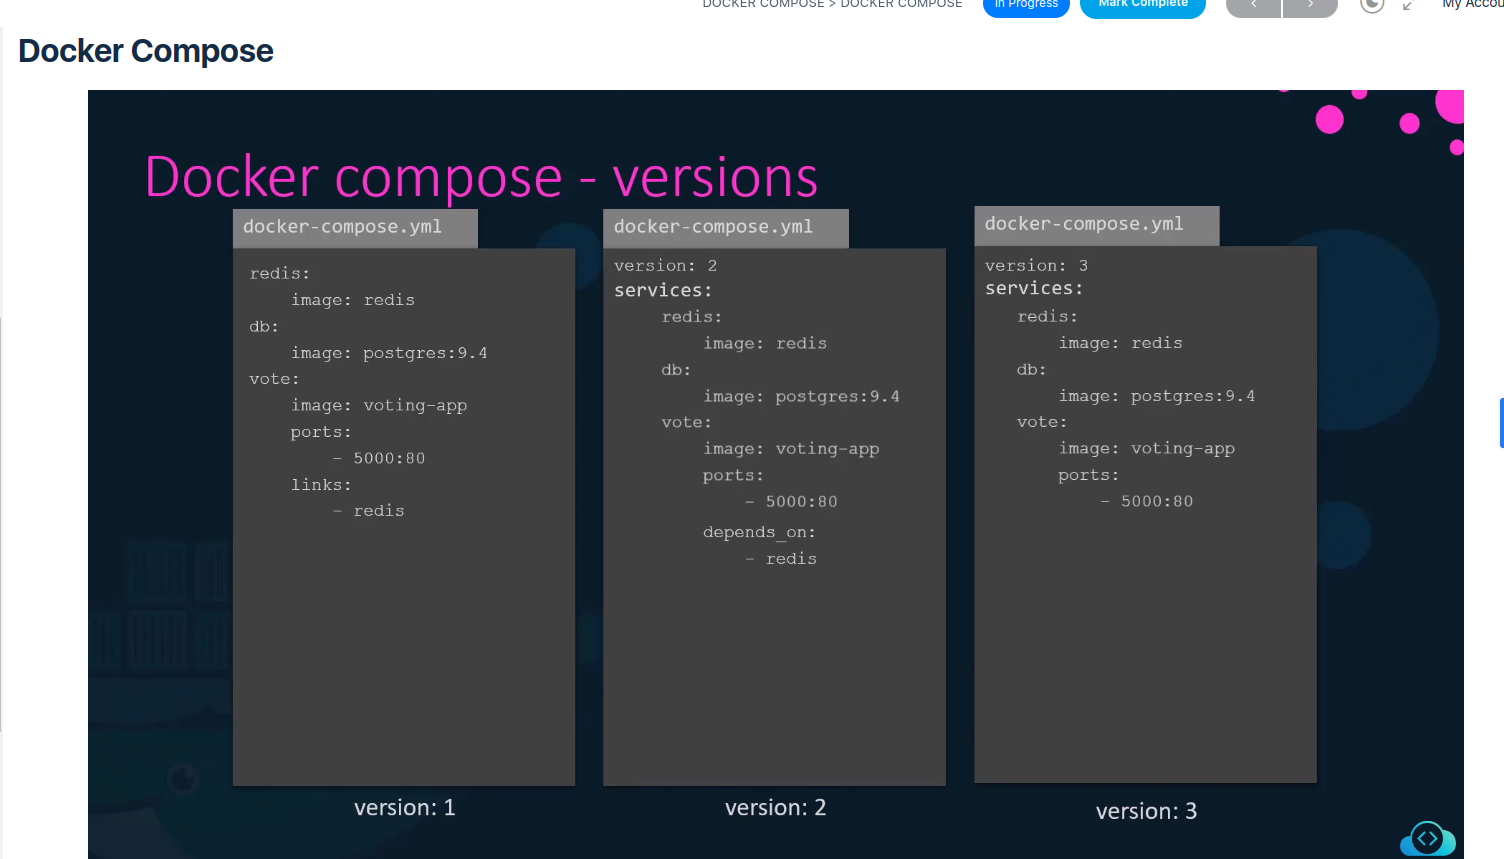 DOCKER COMPOSE > DOCKER COMPOSE
In Progress
Mark Complete
My Accou
Docker Compose
Docker compose - versions
docker-compose.yml
redis:
image: redis
db:
image: postgres:9.4
vote:
image: voting-app
ports:
- 5000:80
links:
- redis
version: 1
docker-compose.yml
version: 2
services:
redis:
image: redis
db:
image: postgres:9.4
vote:
image: voting-app
ports:
- 5000:80
depends_on:
- redis
version: 2
docker-compose.yml
version: 3
services:
redis:
image: redis
db:
image: postgres:9.4
vote:
image: voting-app
ports:
- 5000:80
version: 3